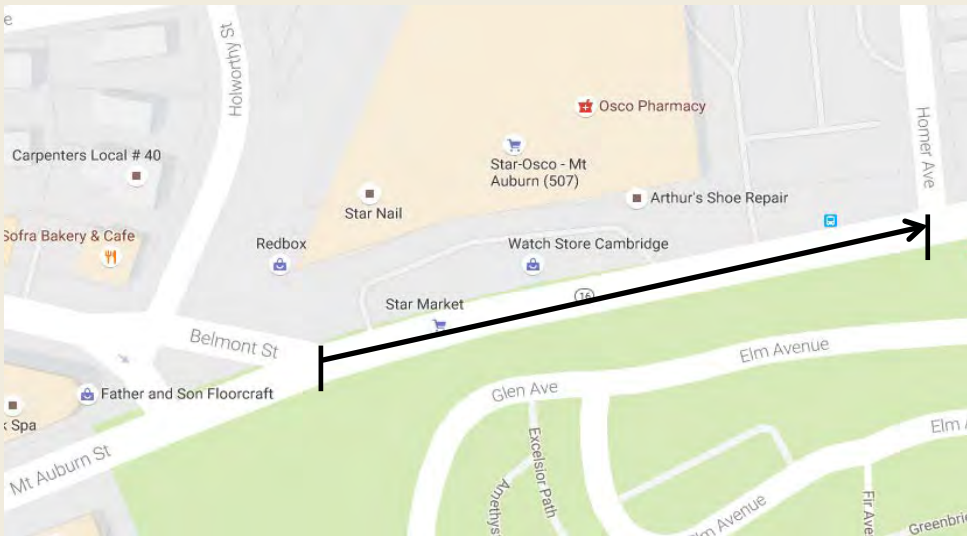 e
Holworthy St
Osco Pharmacy
Homer Ave
Carpenters Local # 40
Star-Osco - Mt
Auburn (507)
Star Nail
Arthur's Shoe Repair
Sofra Bakery & Cafe
Redbox
Watch Store Cambridge
16
Star Market
Belmont St
Elm Avenue
Glen Ave
Father and Son Floorcraft
k Spa
Elm A
Mt Auburn St
Excelsior Path
Amethys
Elm Avenue
Fir Ave
Greenbrie